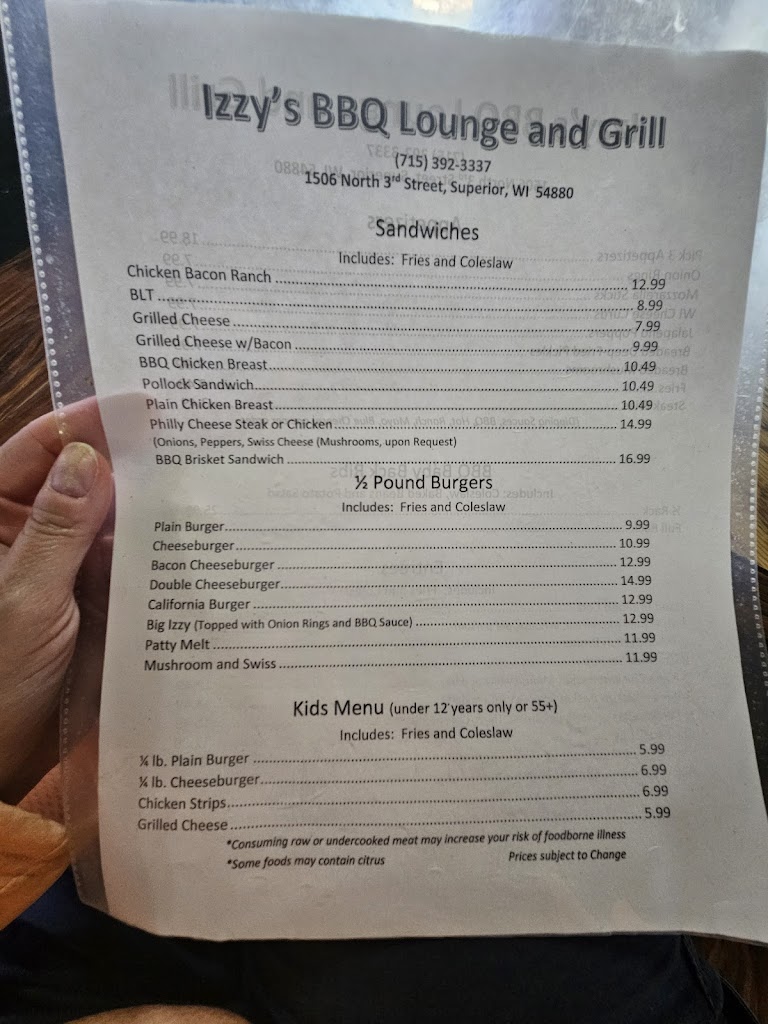 Izzy's BBQ Lounge and Grill
(715) 392-3337
1506 North 3rd Street, Superior, WI 54880
Sandwiches
Includes: Fries and Coleslaw
Chicken Bacon Ranch 12.99
BLT 8.99
Grilled Cheese 7.99
Grilled Cheese w/Bacon 9.99
BBQ Chicken Breast 10.49
Pollock Sandwich 10.49
Plain Chicken Breast 10.49
Philly Cheese Steak or Chicken 14.99
(Onions, Peppers, Swiss Cheese (Mushrooms, upon Request)
BBQ Brisket Sandwich 16.99
½ Pound Burgers
Includes: Fries and Coleslaw
Plain Burger 9.99
Cheeseburger 10.99
Bacon Cheeseburger 12.99
Double Cheeseburger 14.99
California Burger 12.99
Big Izzy (Topped with Onion Rings and BBQ Sauce) 12.99
Patty Melt 11.99
Mushroom and Swiss 11.99
Kids Menu (under 12 years only or 55+)
Includes: Fries and Coleslaw
¼ lb. Plain Burger 5.99
¼ lb. Cheeseburger 6.99
Chicken Strips 6.99
Grilled Cheese 5.99
*Consuming raw or undercooked meat may increase your risk of foodborne illness
*Some foods may contain citrus Prices subject to Change